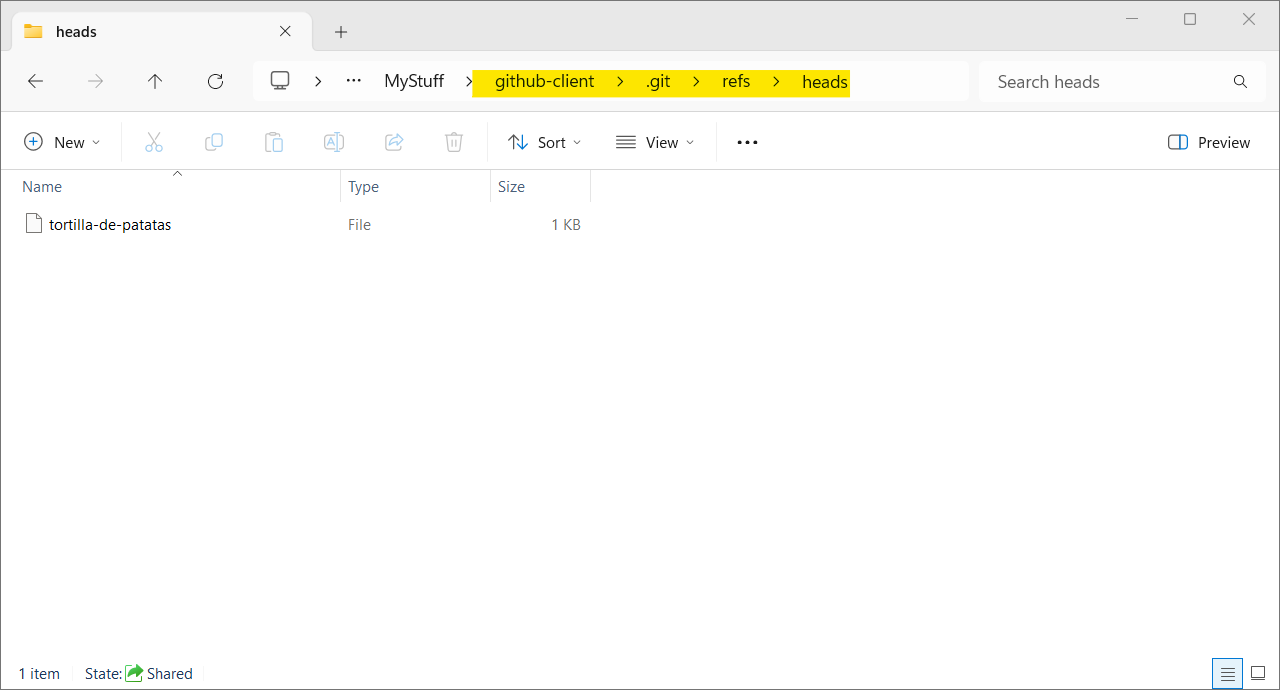 heads
MyStuff github-client .git refs heads
Search heads
New Sort View Preview
Name Type Size
tortilla-de-patatas File 1 KB
1 item State: Shared